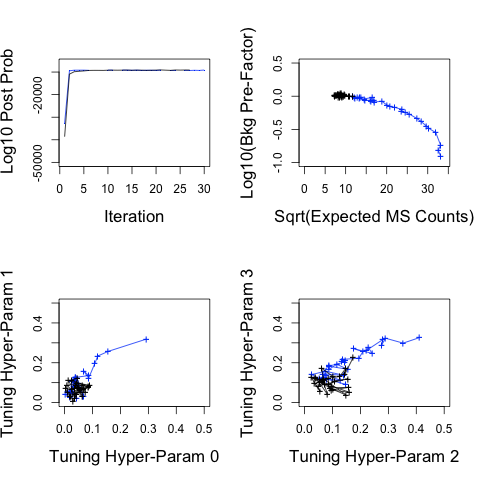 Log10 Post Prob
-50000
-20000
0 5 10 15 20 25 30
Iteration
Log10(Bkg Pre-Factor)
-1.0 -0.5 0.0 0.5
0 5 10 15 20 30
Sqrt(Expected MS Counts)
Tuning Hyper-Param 1
0.0 0.2 0.4
0.0 0.1 0.2 0.3 0.4 0.5
Tuning Hyper-Param 0
Tuning Hyper-Param 3
0.0 0.2 0.4
0.0 0.1 0.2 0.3 0.4 0.5
Tuning Hyper-Param 2